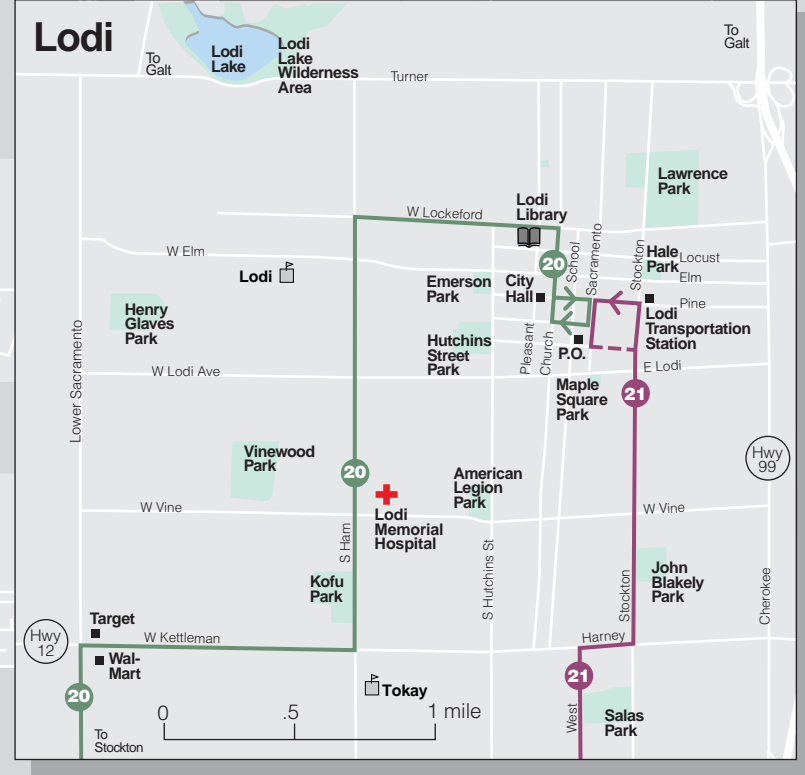 Lodi
To
Galt
Lodi
Lake
Lodi
Lake
Wilderness
Area
To
Galt
Turner
Lawrence
Park
Lodi
Library
W Lockeford
W Elm
Lodi
School
Sacramento
Stockton
20
Hale
Park
Locust
Elm
Pine
Emerson
Park
City
Hall
Henry
Glaves
Park
Lodi
Transportation
Station
Hutchins
Street
Park
Pleasant
Church
P.O.
Lower Sacramento
W Lodi Ave
E Lodi
Maple
Square
Park
21
Vinewood
Park
20
American
Legion
Park
Hwy
99
W Vine
W Vine
Lodi
Memorial
Hospital
S Ham
S Hutchins St
Kofu
Park
John
Blakely
Park
Stockton
Cherokee
Target
Hwy
12
W Kettleman
Harney
Wal-
Mart
Tokay
20
21
0 .5 1 mile
West
Salas
Park
To
Stockton